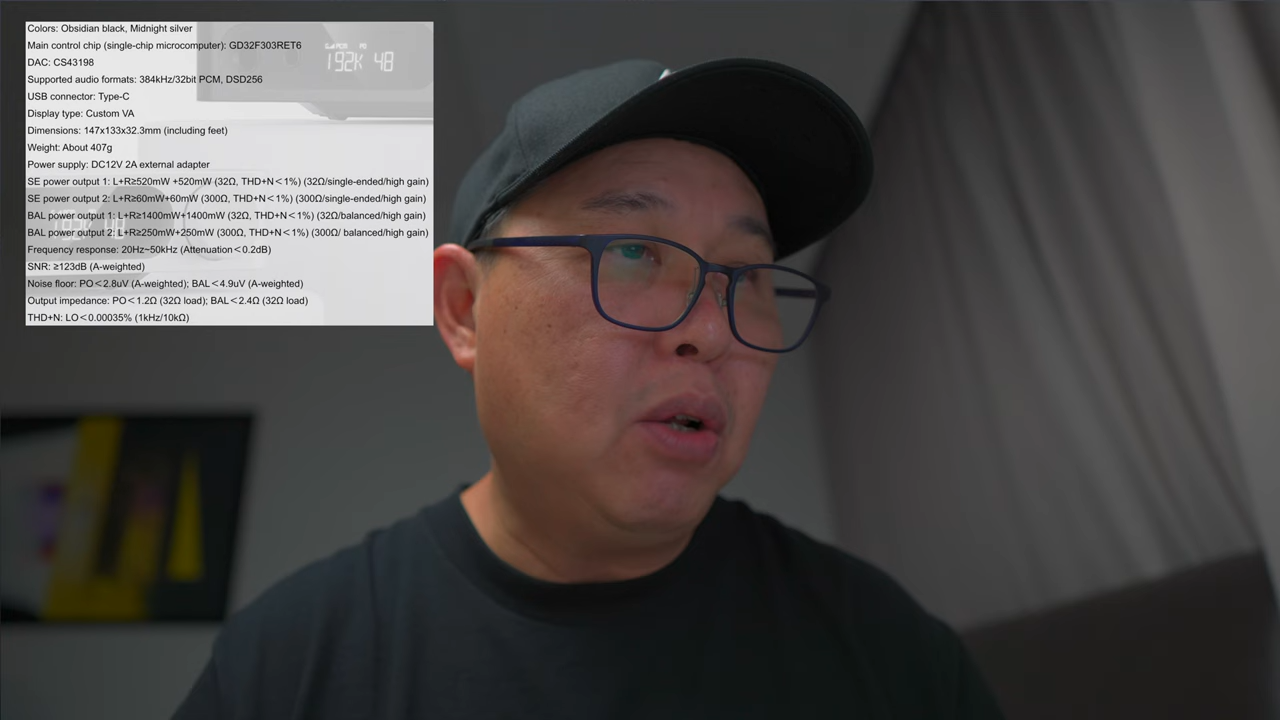 Colors: Obsidian black, Midnight silver
Main control chip (single-chip microcomputer): GD32F303RET6
DAC: CS43198
Supported audio formats: 384kHz/32bit PCM, DSD256
USB connector: Type-C
Display type: Custom VA
Dimensions: 147x133x32.3mm (including feet)
Weight: About 407g
Power supply: DC12V 2A external adapter
SE power output 1: L+R≥520mW +520mW (32Ω, THD+N＜1%) (32Ω/single-ended/high gain)
SE power output 2: L+R≥60mW+60mW (300Ω, THD+N＜1%) (300Ω/single-ended/high gain)
BAL power output 1: L+R≥1400mW+1400mW (32Ω, THD+N＜1%) (32Ω/balanced/high gain)
BAL power output 2: L+R≥250mW+250mW (300Ω, THD+N＜1%) (300Ω/ balanced/high gain)
Frequency response: 20Hz~50kHz (Attenuation＜0.2dB)
SNR: ≥123dB (A-weighted)
Noise floor: PO＜2.8uV (A-weighted); BAL＜4.9uV (A-weighted)
Output impedance: PO＜1.2Ω (32Ω load); BAL＜2.4Ω (32Ω load)
THD+N: LO＜0.00035% (1kHz/10kΩ)
192K 48